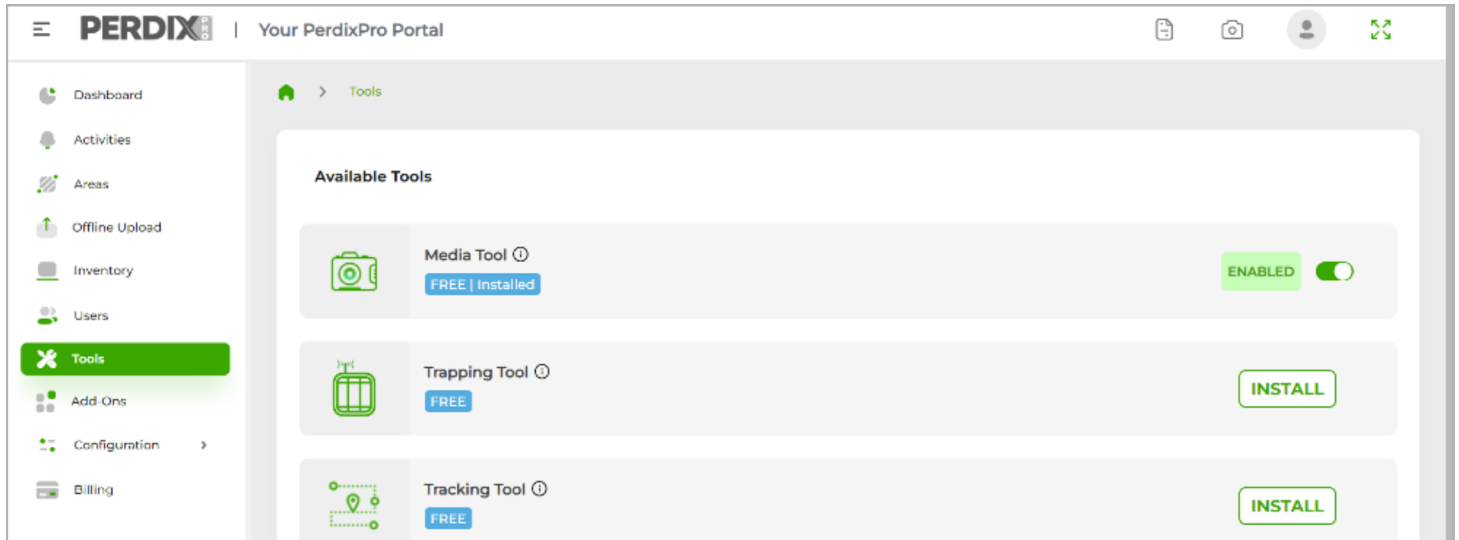 PERDIX PRO | Your PerdixPro Portal
Dashboard
Activities
Areas
Offline Upload
Inventory
Users
Tools
Add-Ons
Configuration >
Billing
> Tools
Available Tools
Media Tool
FREE | Installed
ENABLED
Trapping Tool
FREE
INSTALL
Tracking Tool
FREE
INSTALL